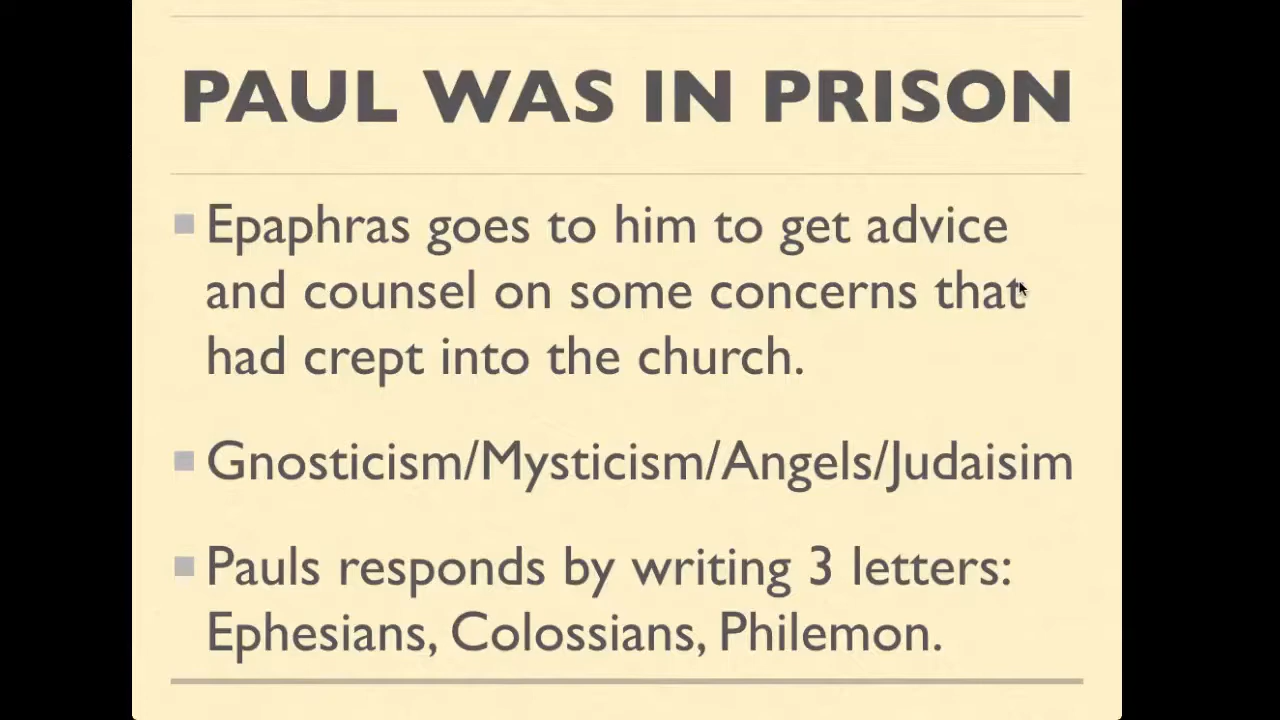 PAUL WAS IN PRISON
Epaphras goes to him to get advice
and counsel on some concerns that
had crept into the church.
Gnosticism/Mysticism/Angels/Judaisim
Pauls responds by writing 3 letters:
Ephesians, Colossians, Philemon.